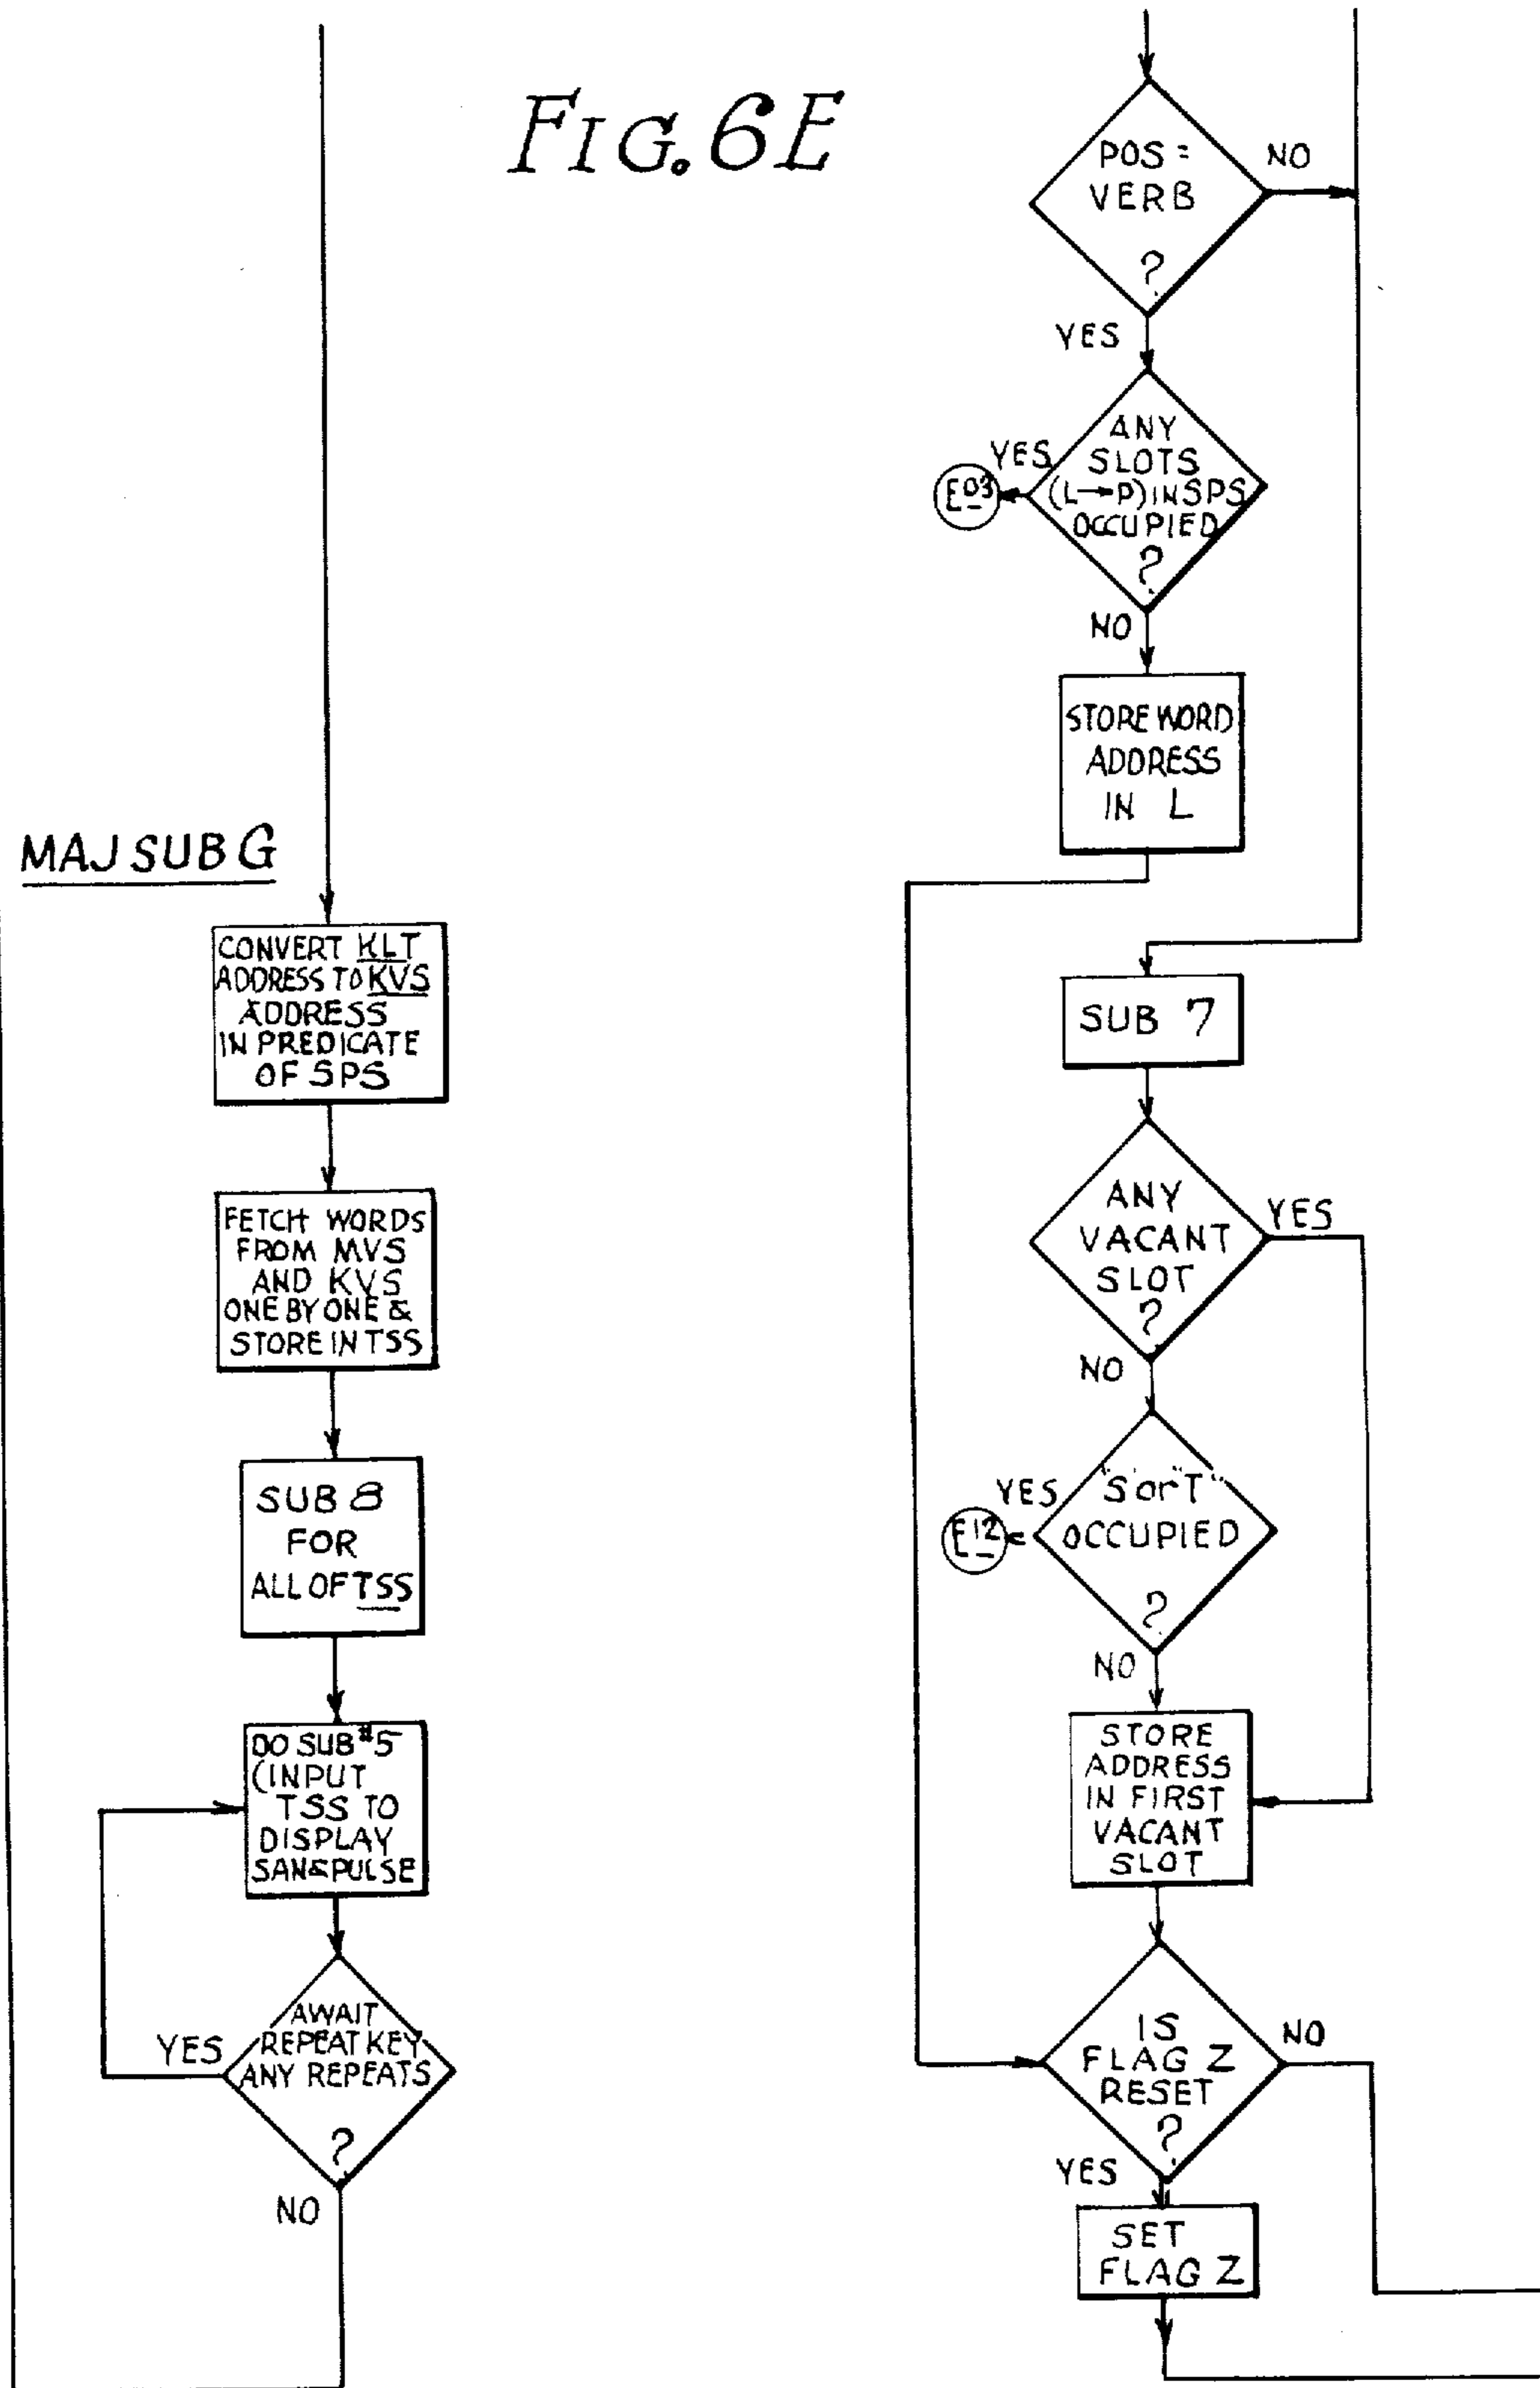 FIG. 6E
MAJ SUB G
CONVERT KLT
ADDRESS TO KVS
ADDRESS
IN PREDICATE
OF SPS
FETCH WORDS
FROM MVS
AND KVS
ONE BY ONE &
STORE IN TSS
SUB 8
FOR
ALL OF TSS
DO SUB #5
(INPUT
TSS TO
DISPLAY
SAN&PULSE
AWAIT
REPEAT KEY
ANY REPEATS
?
YES
NO
POS =
VERB
?
NO
YES
ANY
SLOTS
(L→P) IN SPS
OCCUPIED
?
YES
E03
NO
STORE WORD
ADDRESS
IN L
SUB 7
ANY
VACANT
SLOT
?
YES
NO
"S" or "T"
OCCUPIED
?
YES
E12
NO
STORE
ADDRESS
IN FIRST
VACANT
SLOT
IS
FLAG Z
RESET
?
NO
YES
SET
FLAG Z